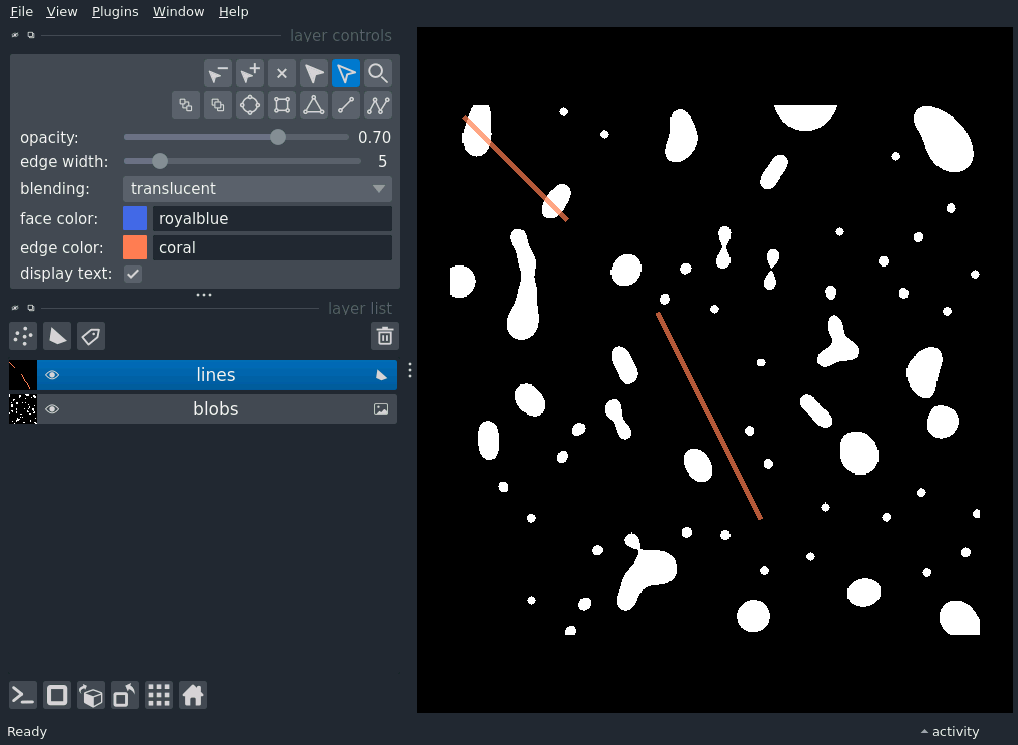 File View Plugins Window Help
layer controls
opacity: 0.70
edge width: 5
blending: translucent
face color: royalblue
edge color: coral
display text:
layer list
lines
blobs
Ready activity